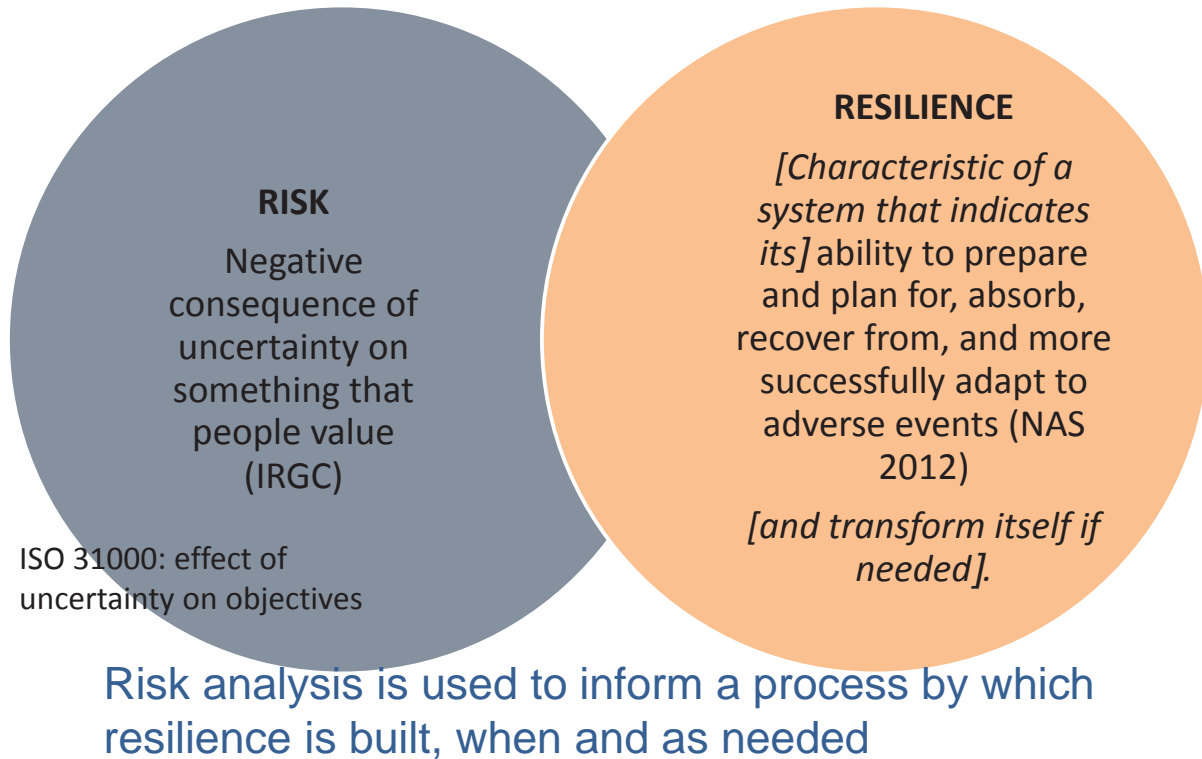 RISK
Negative
consequence of
uncertainty on
something that
people value
(IRGC)
ISO 31000: effect of
uncertainty on objectives
RESILIENCE
[Characteristic of a
system that indicates
its] ability to prepare
and plan for, absorb,
recover from, and more
successfully adapt to
adverse events (NAS
2012)
[and transform itself if
needed].
Risk analysis is used to inform a process by which
resilience is built, when and as needed